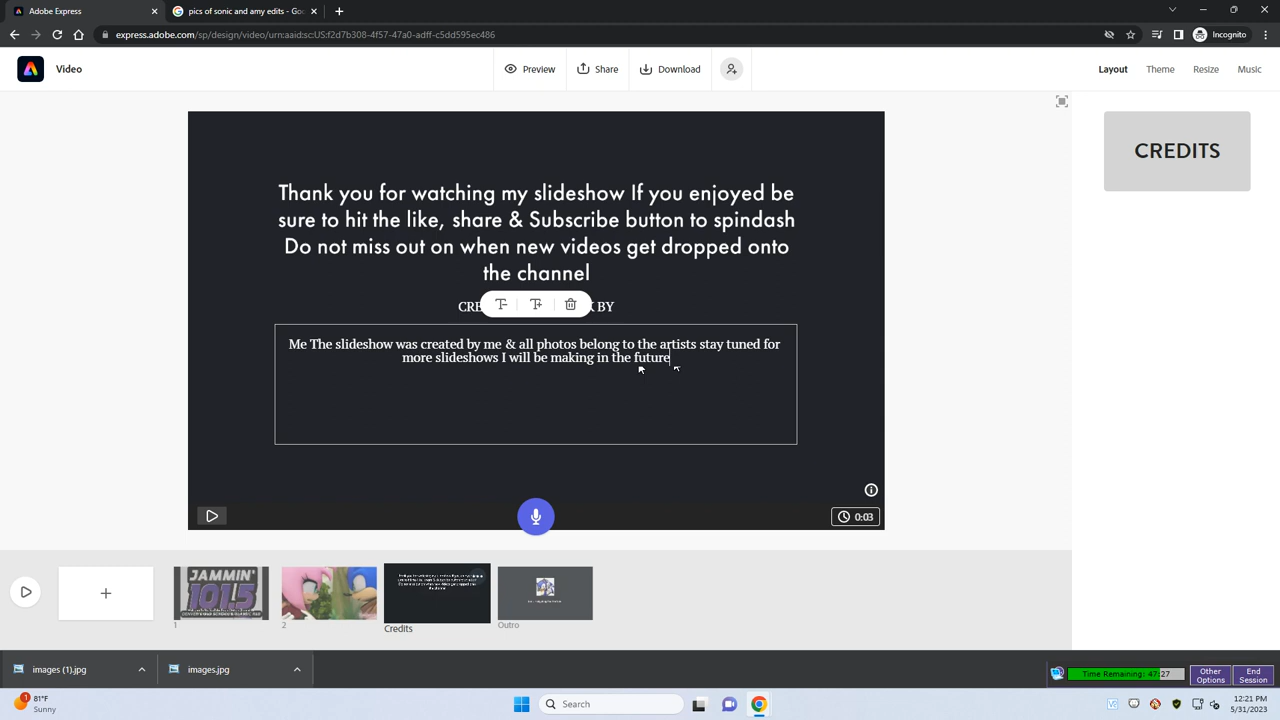 Adobe Express
pics of sonic and amy edits - Goo
express.adobe.com/sp/design/video/urn:aaid:sc:US:f2d7b308-4f57-47a0-adff-c5dd595ec486
Incognito
Video
Preview
Share
Download
Layout
Theme
Resize
Music
CREDITS
Thank you for watching my slideshow If you enjoyed be
sure to hit the like, share & Subscribe button to spindash
Do not miss out on when new videos get dropped onto
the channel
CRE K BY
Me The slideshow was created by me & all photos belong to the artists stay tuned for
more slideshows I will be making in the future
0:03
JAMMIN'
101.5
1
2
Credits
Outro
images (1).jpg
images.jpg
Time Remaining: 47:27
Other
Options
End
Session
1
81°F
Sunny
Search
12:21 PM
5/31/2023